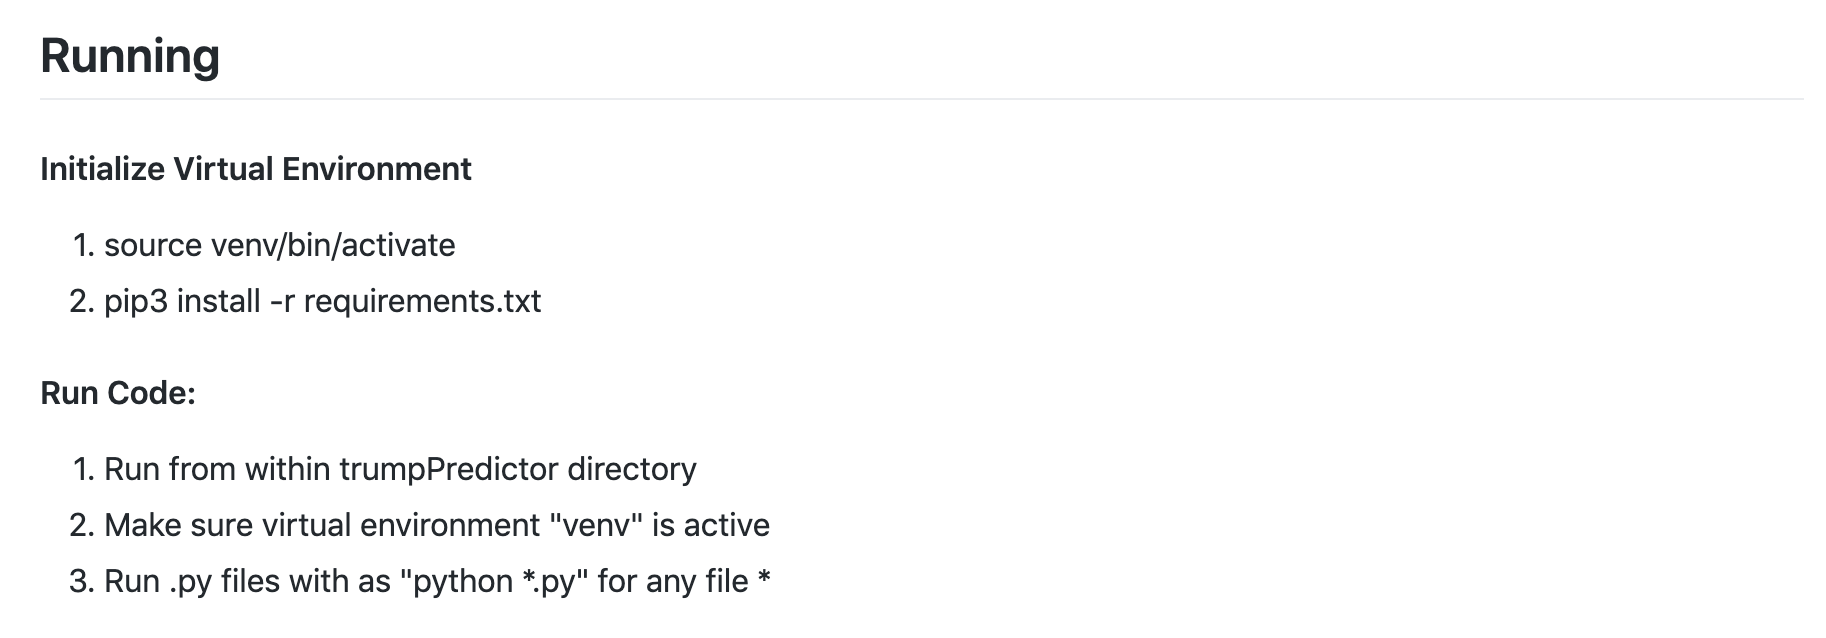 Running
Initialize Virtual Environment
1. source venv/bin/activate
2. pip3 install -r requirements.txt
Run Code:
1. Run from within trumpPredictor directory
2. Make sure virtual environment "venv" is active
3. Run .py files with as "python *.py" for any file *